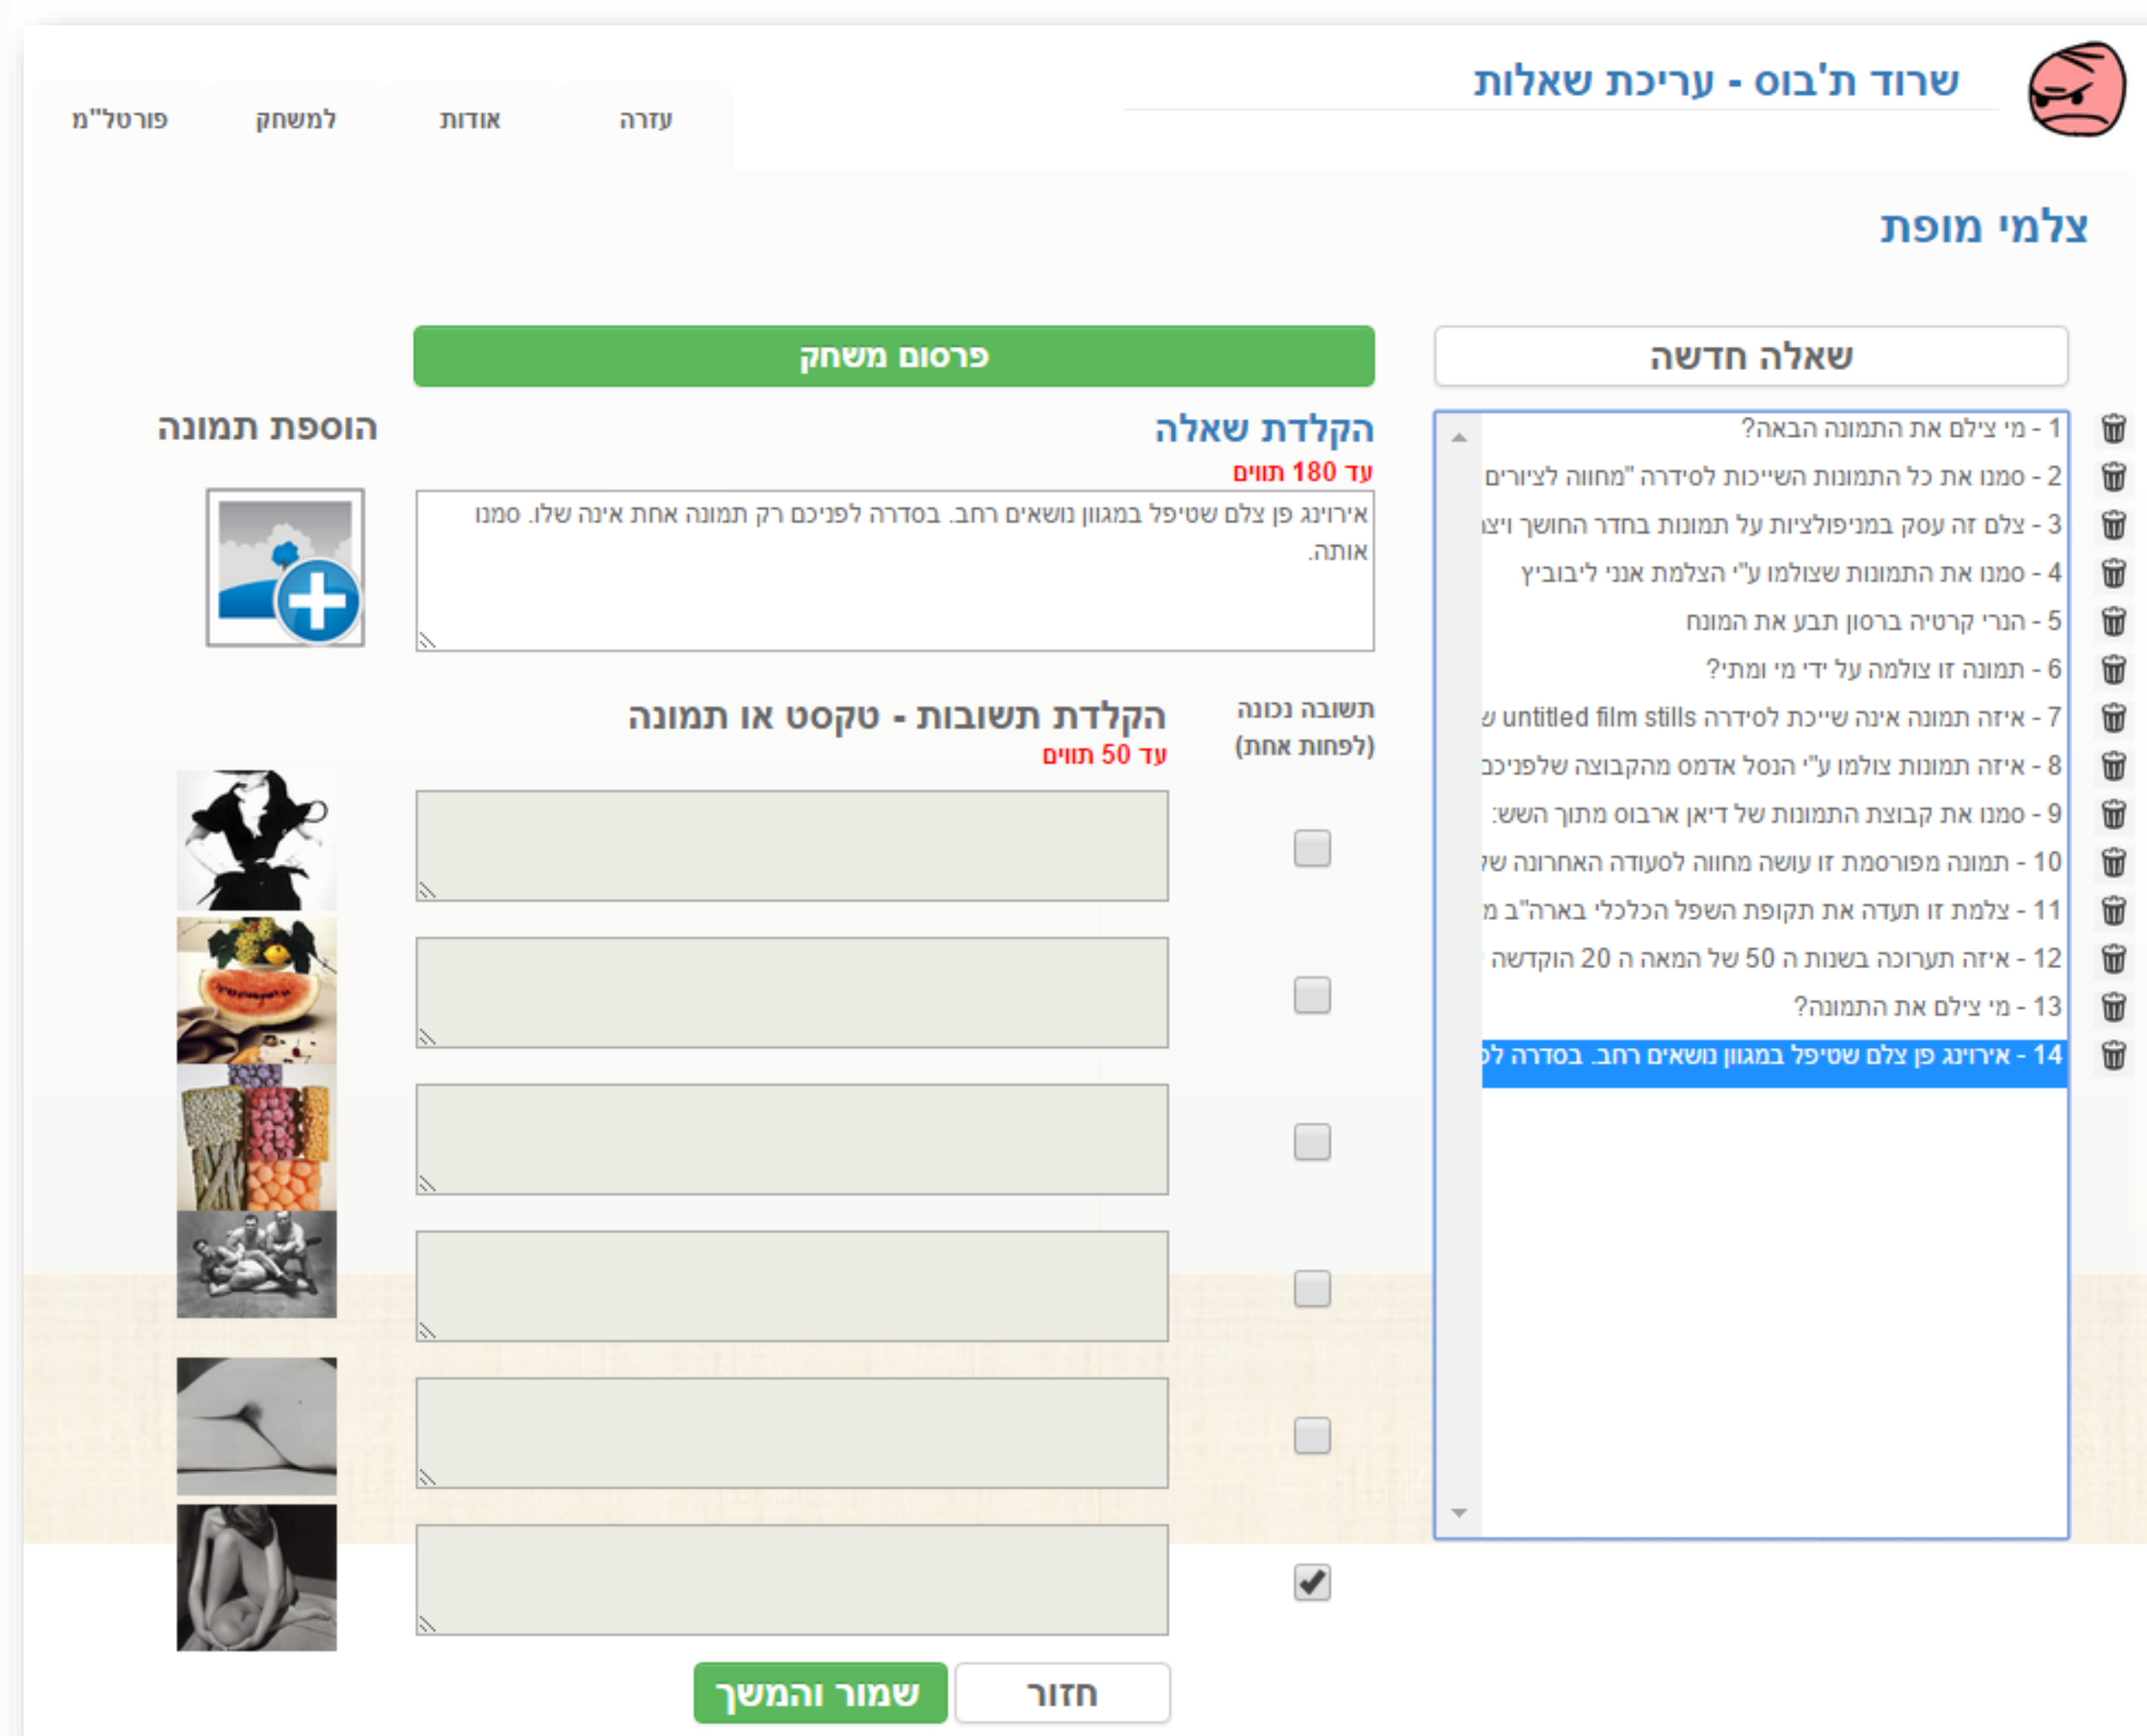 שרוד ת'בוס - עריכת שאלות
עזרה
אודות
למשחק
פורטל"מ
צלמי מופת
שאלה חדשה
1 - מי צילם את התמונה הבאה?
2 - סמנו את כל התמונות השייכות לסידרה "מחווה לציורים
3 - צלם זה עסק במניפולציות על תמונות בחדר החושך
4 - סמנו את התמונות שצולמו ע"י הצלמת אנני ליבוביץ
5 - הנרי קרטיה ברסון תבע את המונח
6 - תמונה זו צולמה על ידי מי ומתי?
7 - איזה תמונה אינה שייכת לסידרה untitled film stills
8 - איזה תמונות צולמו ע"י הנסל אדמס מהקבוצה
9 - סמנו את קבוצת התמונות של דיאן ארבוס מתוך השש:
10 - תמונה מפורסמת זו עושה מחווה לסעודה האחרונה
11 - צלמת זו תעדה את תקופת השפל הכלכלי בארה"ב
12 - איזה תערוכה בשנות ה 50 של המאה ה 20 הוקדשה
13 - מי צילם את התמונה?
14 - אירוינג פן צלם שטיפל במגוון נושאים רחב. בסדרה
פרסום משחק
הקלדת שאלה
עד 180 תווים
אירוינג פן צלם שטיפל במגוון נושאים רחב. בסדרה לפניכם רק תמונה אחת אינה שלו. סמנו
אותה.
הוספת תמונה
תשובה נכונה
(לפחות אחת)
הקלדת תשובות - טקסט או תמונה
עד 50 תווים
חזור
שמור והמשך